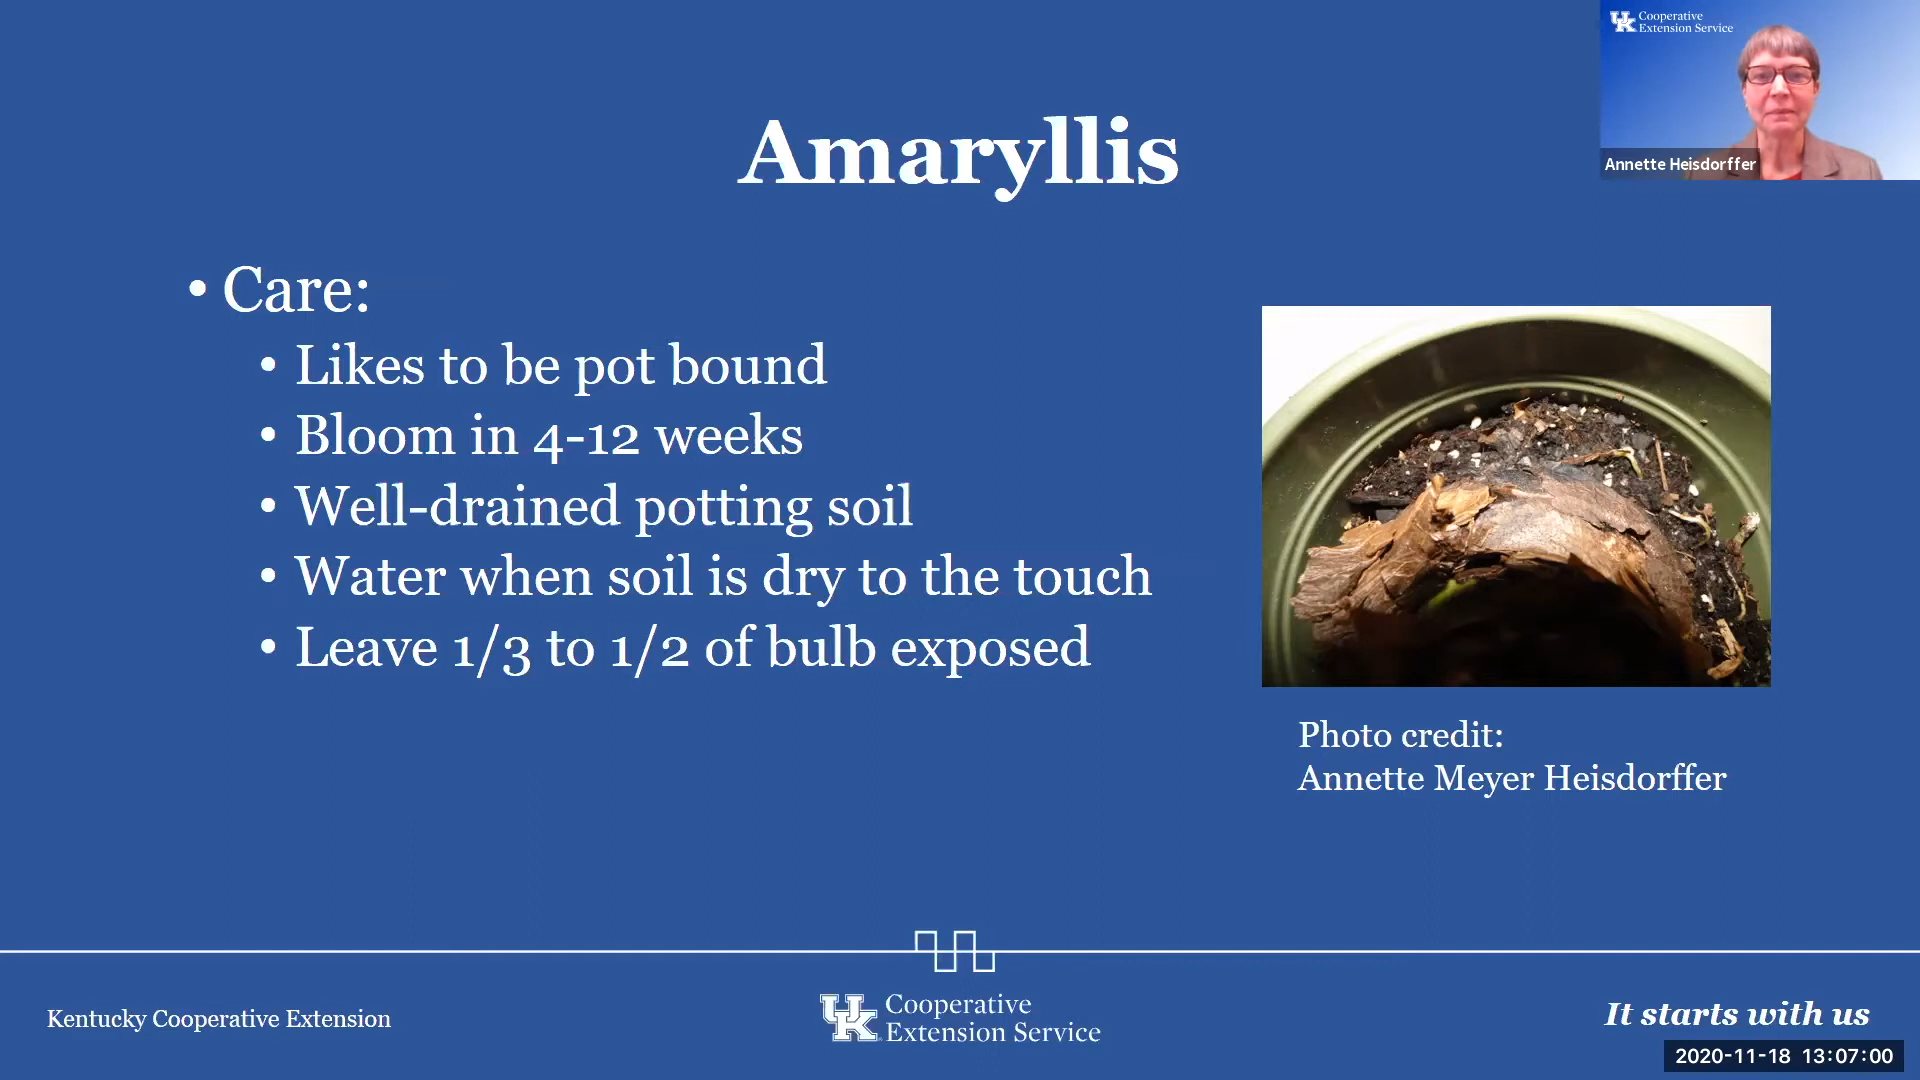 Cooperative
Extension Service
Annette Heisdorffer
Amaryllis
• Care:
• Likes to be pot bound
• Bloom in 4-12 weeks
• Well-drained potting soil
• Water when soil is dry to the touch
• Leave 1/3 to 1/2 of bulb exposed
Photo credit:
Annette Meyer Heisdorffer
Kentucky Cooperative Extension
UK Cooperative
Extension Service
It starts with us
2020-11-18 13:07:00